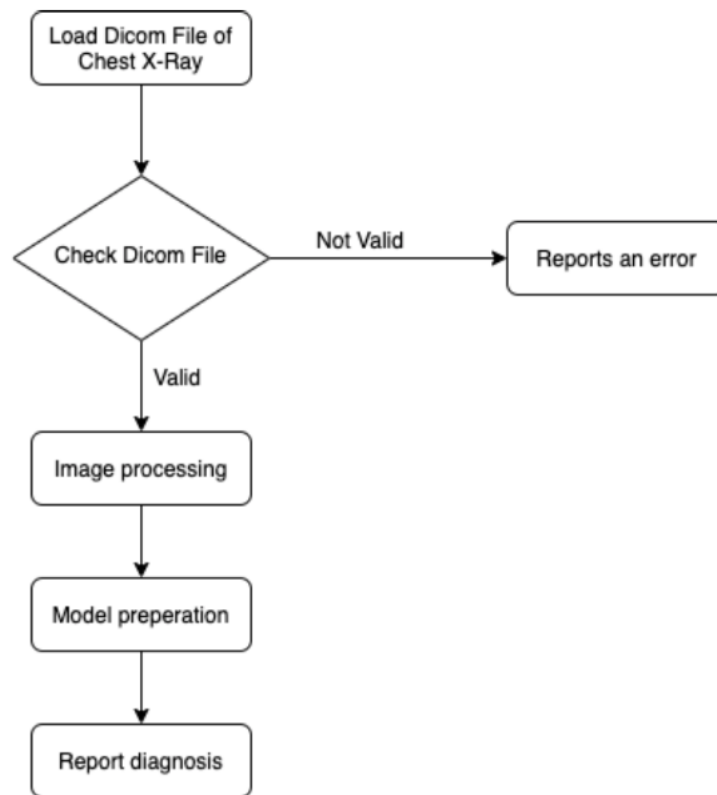 Load Dicom File of
Chest X-Ray
Check Dicom File
Not Valid
Reports an error
Valid
Image processing
Model preperation
Report diagnosis